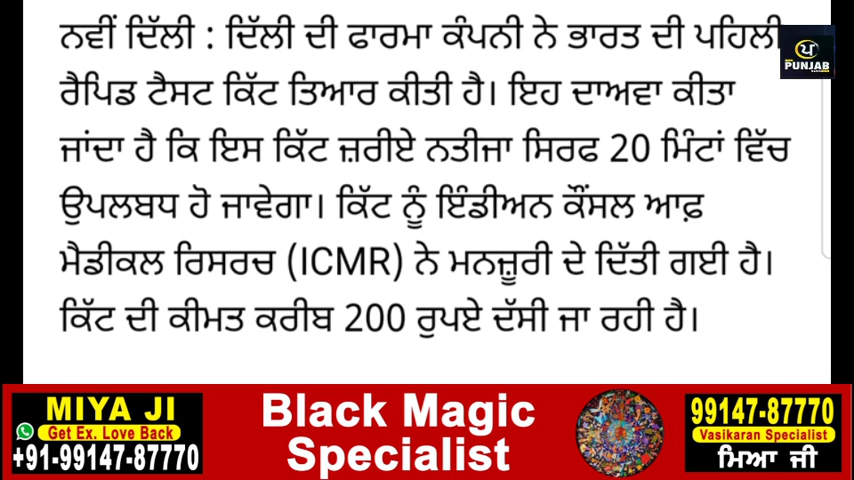 ਨਵੀਂ ਦਿੱਲੀ : ਦਿੱਲੀ ਦੀ ਫਾਰਮਾ ਕੰਪਨੀ ਨੇ ਭਾਰਤ ਦੀ ਪਹਿਲੀ
ਰੈਪਿਡ ਟੈਸਟ ਕਿੱਟ ਤਿਆਰ ਕੀਤੀ ਹੈ। ਇਹ ਦਾਅਵਾ ਕੀਤਾ
ਜਾਂਦਾ ਹੈ ਕਿ ਇਸ ਕਿੱਟ ਜ਼ਰੀਏ ਨਤੀਜਾ ਸਿਰਫ 20 ਮਿੰਟਾਂ ਵਿੱਚ
ਉਪਲਬਧ ਹੋ ਜਾਵੇਗਾ। ਕਿੱਟ ਨੂੰ ਇੰਡੀਅਨ ਕੌਂਸਲ ਆਫ਼
ਮੈਡੀਕਲ ਰਿਸਰਚ (ICMR) ਨੇ ਮਨਜ਼ੂਰੀ ਦੇ ਦਿੱਤੀ ਗਈ ਹੈ।
ਕਿੱਟ ਦੀ ਕੀਮਤ ਕਰੀਬ 200 ਰੁਪਏ ਦੱਸੀ ਜਾ ਰਹੀ ਹੈ।
ਪ
PUNJAB
MIYA JI
Get Ex. Love Back
+91-99147-87770
Black Magic
Specialist
99147-87770
Vasikaran Specialist
ਮਿਆ ਜੀ